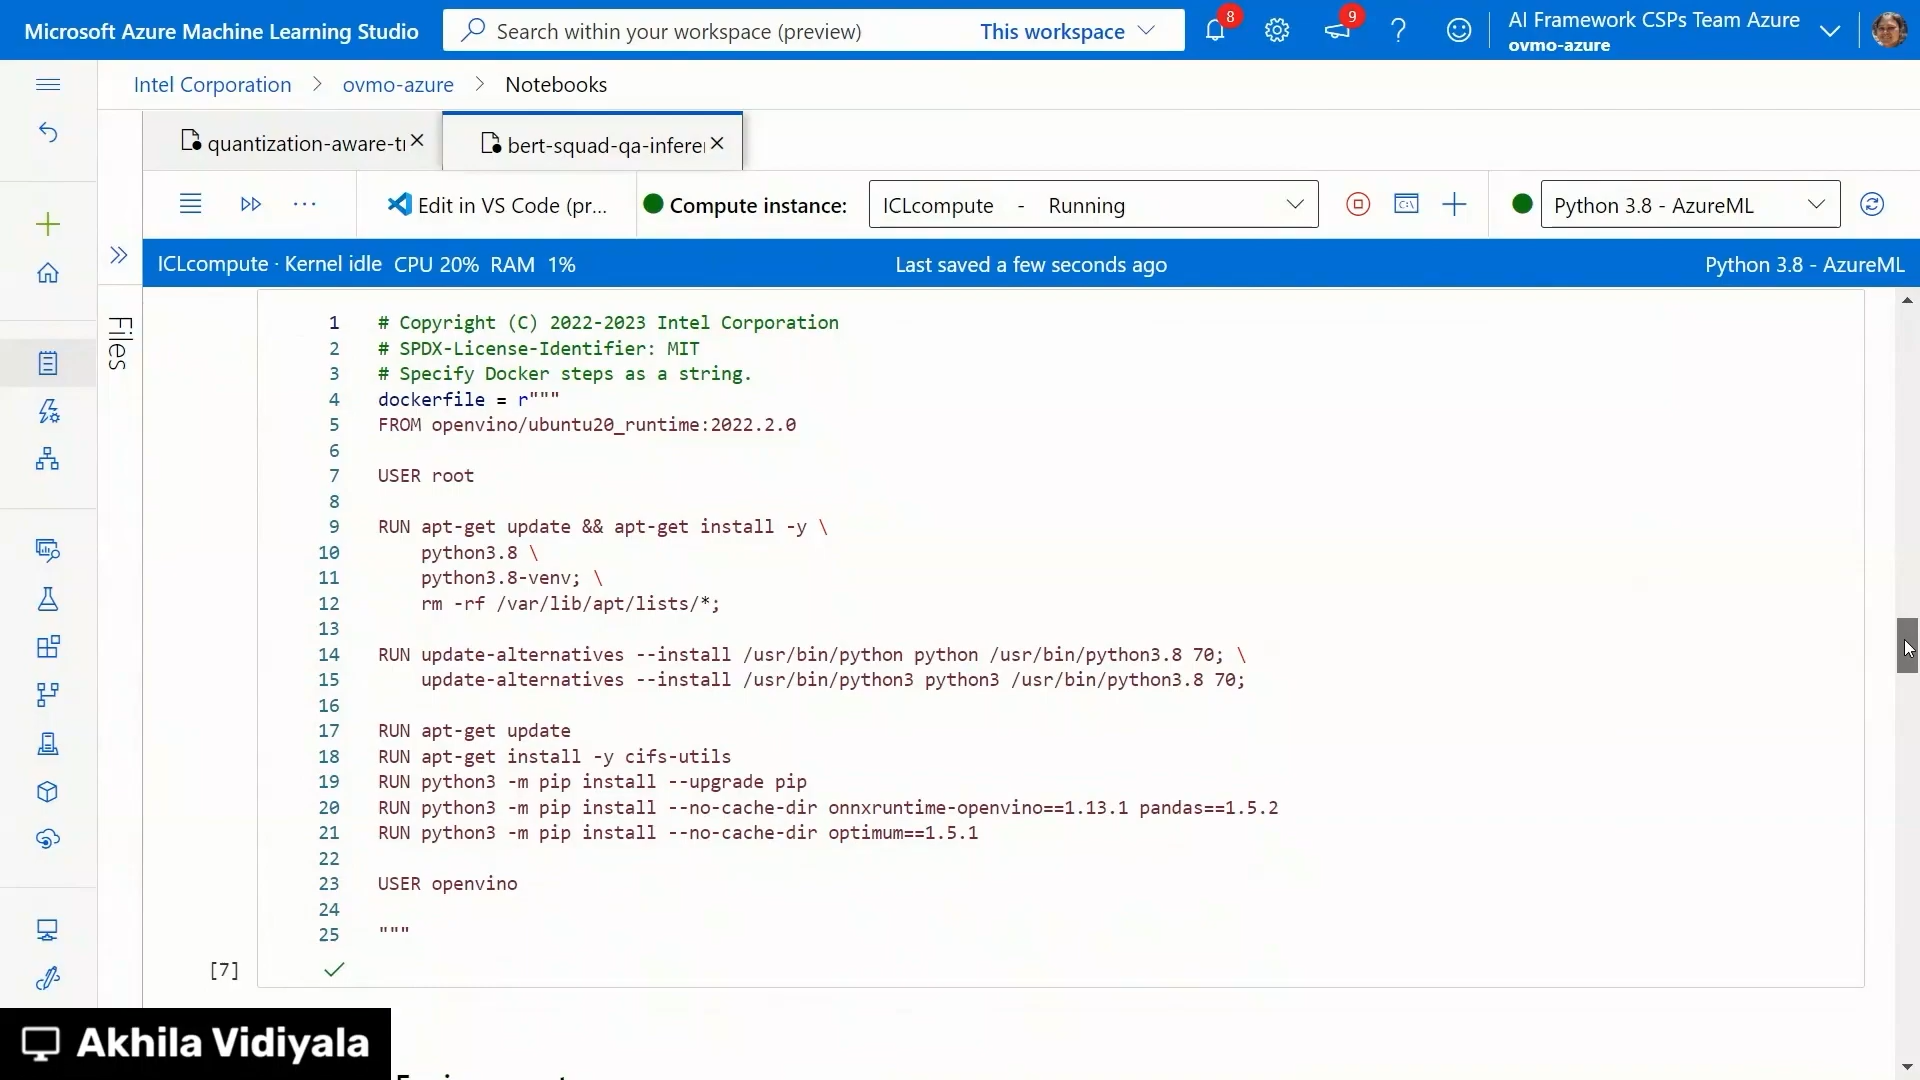 Microsoft Azure Machine Learning Studio
Search within your workspace (preview)
This workspace
8
9
AI Framework CSPs Team Azure
ovmo-azure
Intel Corporation > ovmo-azure > Notebooks
quantization-aware-tr
bert-squad-qa-infere
Edit in VS Code (pr...
Compute instance:
ICLcompute - Running
Python 3.8 - AzureML
ICLcompute · Kernel idle CPU 20% RAM 1%
Last saved a few seconds ago
Python 3.8 - AzureML
Files
1 # Copyright (C) 2022-2023 Intel Corporation
2 # SPDX-License-Identifier: MIT
3 # Specify Docker steps as a string.
4 dockerfile = r"""
5 FROM openvino/ubuntu20_runtime:2022.2.0
6
7 USER root
8
9 RUN apt-get update && apt-get install -y \
10 python3.8 \
11 python3.8-venv; \
12 rm -rf /var/lib/apt/lists/*;
13
14 RUN update-alternatives --install /usr/bin/python python /usr/bin/python3.8 70; \
15 update-alternatives --install /usr/bin/python3 python3 /usr/bin/python3.8 70;
16
17 RUN apt-get update
18 RUN apt-get install -y cifs-utils
19 RUN python3 -m pip install --upgrade pip
20 RUN python3 -m pip install --no-cache-dir onnxruntime-openvino==1.13.1 pandas==1.5.2
21 RUN python3 -m pip install --no-cache-dir optimum==1.5.1
22
23 USER openvino
24
25 """
[7]
Akhila Vidiyala